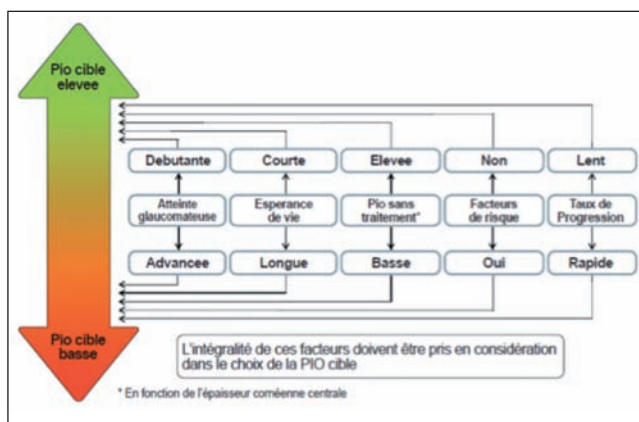 Pio cible
elevee
Debutante
Courte
Elevee
Non
Lent
Atteinte
glaucomateuse
Esperance
de vie
Pio sans
traitement*
Facteurs
de risque
Taux de
Progression
Advancee
Longue
Basse
Oui
Rapide
Pio cible
basse
L'intégralité de ces facteurs doivent être pris en considération
dans le choix de la PIO cible
* En fonction de l'épaisseur cornéenne centrale